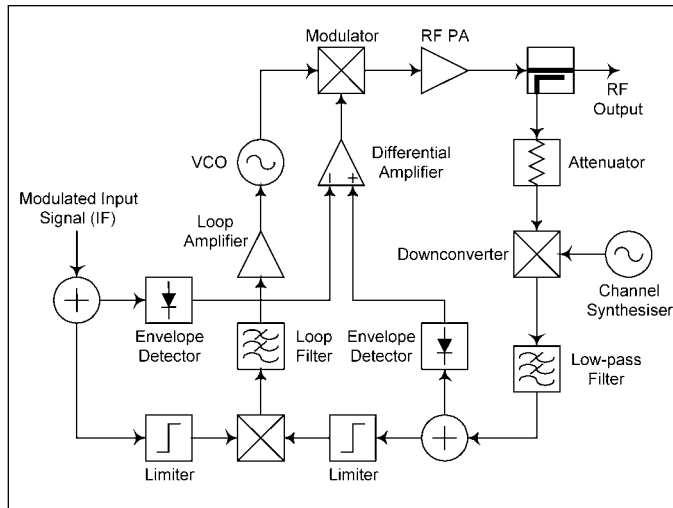 Modulator
RF PA
RF
Output
VCO
Differential
Amplifier
Attenuator
Modulated Input
Signal (IF)
Loop
Amplifier
Downconverter
Channel
Synthesiser
Envelope
Detector
Loop
Filter
Envelope
Detector
Low-pass
Filter
Limiter
Limiter